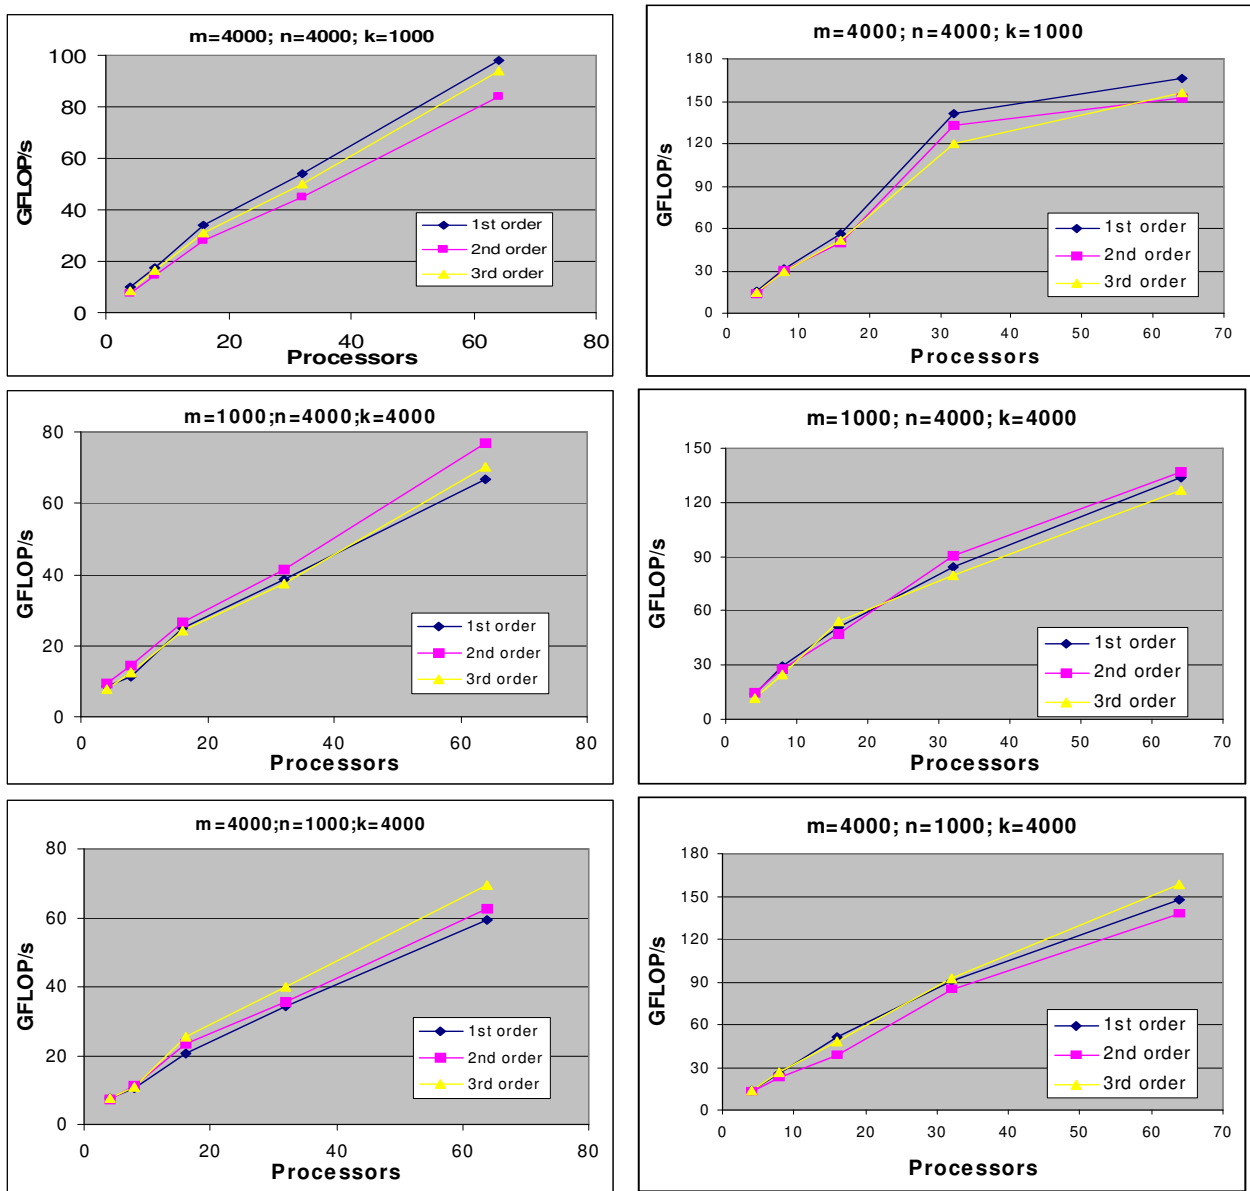 m=4000; n=4000; k=1000
100
80
60
40
20
0
GFLOP/s
1st order
2nd order
3rd order
0 20 40 60 80
Processors
m=4000; n=4000; k=1000
180
150
120
90
60
30
0
GFLOP/s
1st order
2nd order
3rd order
0 10 20 30 40 50 60 70
Processors
m=1000;n=4000;k=4000
80
60
40
20
0
GFLOP/s
1st order
2nd order
3rd order
0 20 40 60 80
Processors
m=1000; n=4000; k=4000
150
120
90
60
30
0
GFLOP/s
1st order
2nd order
3rd order
0 10 20 30 40 50 60 70
Processors
m=4000;n=1000;k=4000
80
60
40
20
0
GFLOP/s
1st order
2nd order
3rd order
0 20 40 60 80
Processors
m=4000; n=1000; k=4000
180
150
120
90
60
30
0
GFLOP/s
1st order
2nd order
3rd order
0 10 20 30 40 50 60 70
Processors